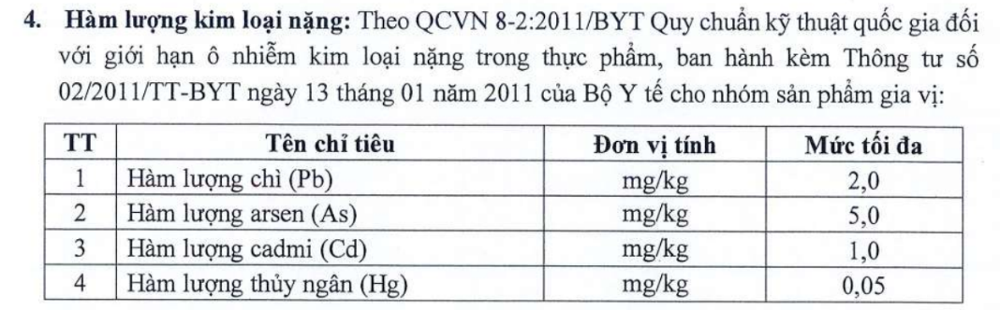 4. Hàm lượng kim loại nặng: Theo QCVN 8-2:2011/BYT Quy chuẩn kỹ thuật quốc gia đối
với giới hạn ô nhiễm kim loại nặng trong thực phẩm, ban hành kèm Thông tư số
02/2011/TT-BYT ngày 13 tháng 01 năm 2011 của Bộ Y tế cho nhóm sản phẩm gia vị:
TT Tên chỉ tiêu Đơn vị tính Mức tối đa
1 Hàm lượng chì (Pb) mg/kg 2,0
2 Hàm lượng arsen (As) mg/kg 5,0
3 Hàm lượng cadmi (Cd) mg/kg 1,0
4 Hàm lượng thủy ngân (Hg) mg/kg 0,05